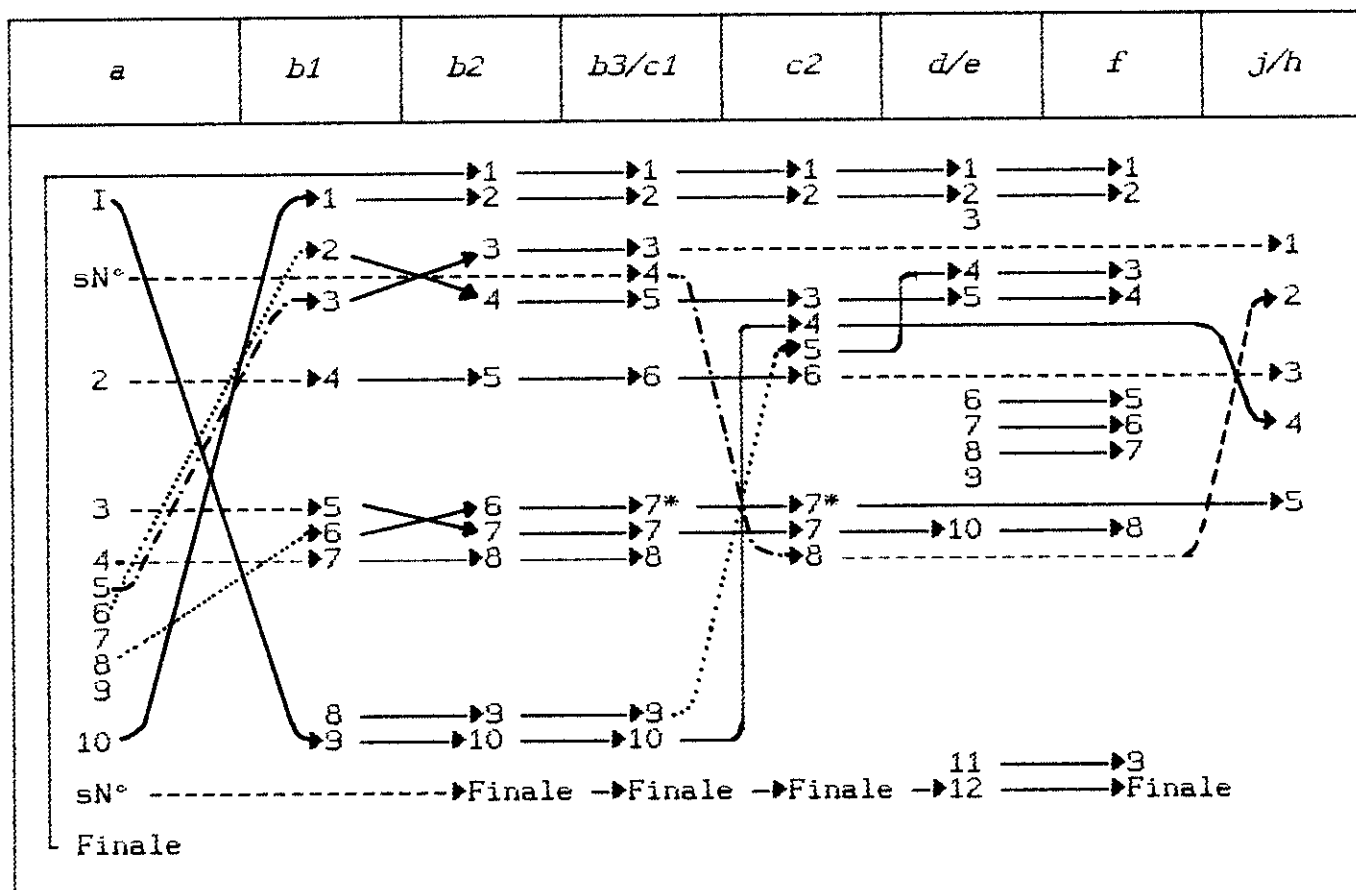 a b1 b2 b3/c1 c2 d/e f j/h
1 1 1 1 1
I 1 2 2 2 2 2
3
2 3 3 1
sN° 4 4 3
3 4 5 3 5 4 2
4
5
2 4 5 6 6 3
6 5
7 6 4
8 7
9
3 5 6 7* 7* 5
6 7 7 7 10 8
4 7 8 8 8
5
6
7
8
9
8 9 9
10 9 10 10
11 9
sN° Finale Finale Finale 12 Finale
Finale